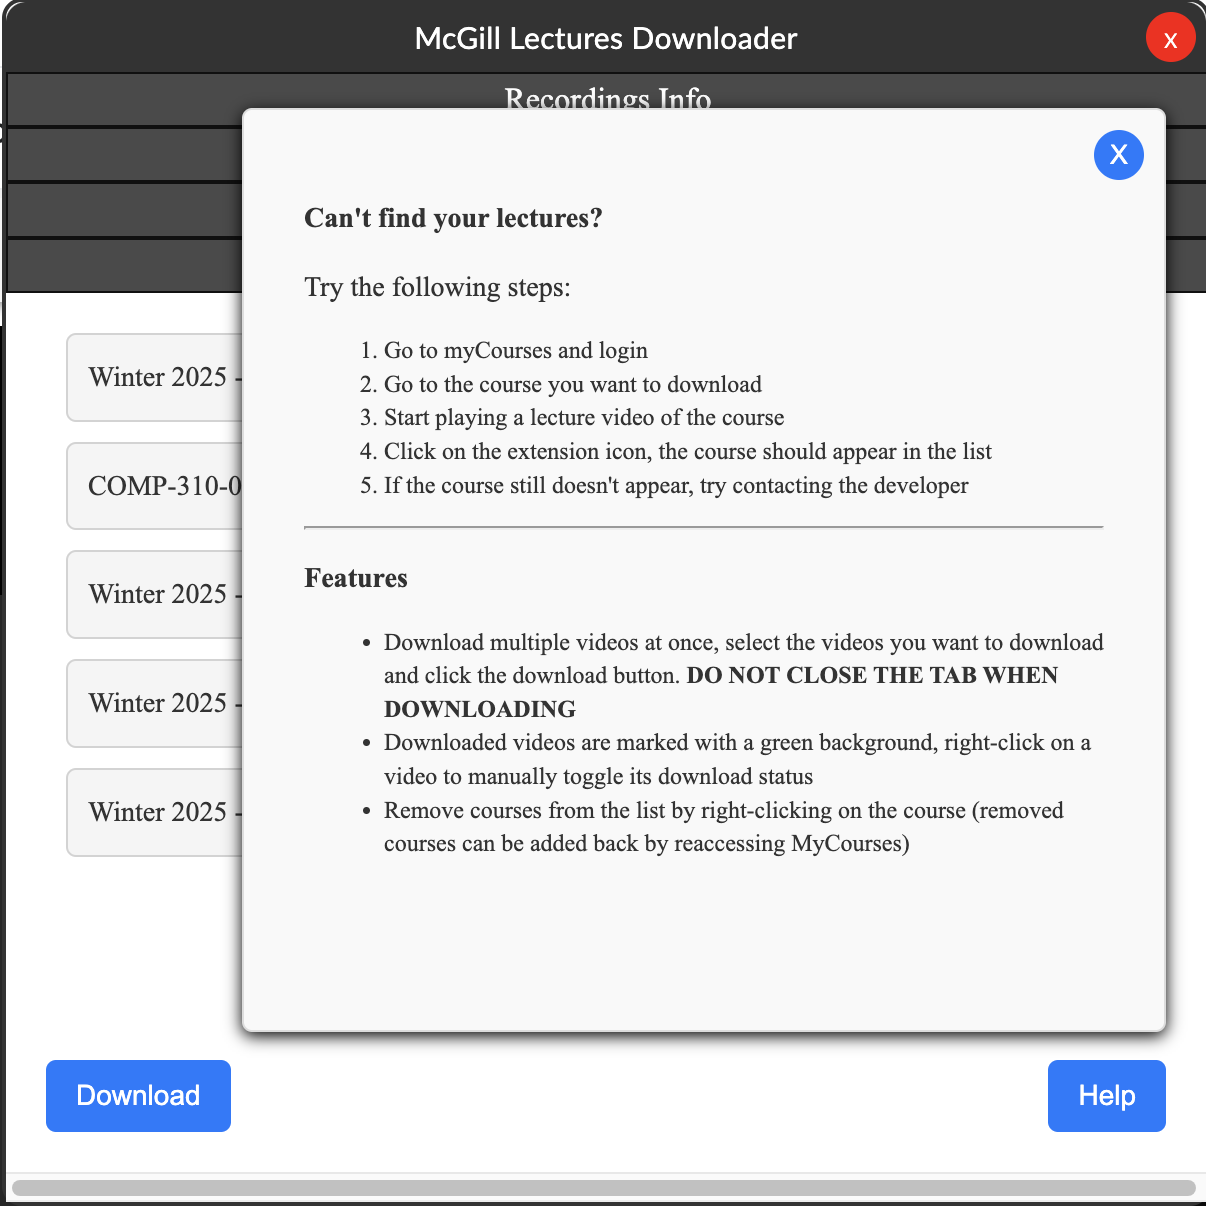 McGill Lectures Downloader
x
Recordings Info
X
Can't find your lectures?
Try the following steps:
1. Go to myCourses and login
2. Go to the course you want to download
3. Start playing a lecture video of the course
4. Click on the extension icon, the course should appear in the list
5. If the course still doesn't appear, try contacting the developer
Features
• Download multiple videos at once, select the videos you want to download
and click the download button. DO NOT CLOSE THE TAB WHEN
DOWNLOADING
• Downloaded videos are marked with a green background, right-click on a
video to manually toggle its download status
• Remove courses from the list by right-clicking on the course (removed
courses can be added back by reaccessing MyCourses)
Winter 2025 -
COMP-310-0
Winter 2025 -
Winter 2025 -
Winter 2025 -
Download
Help